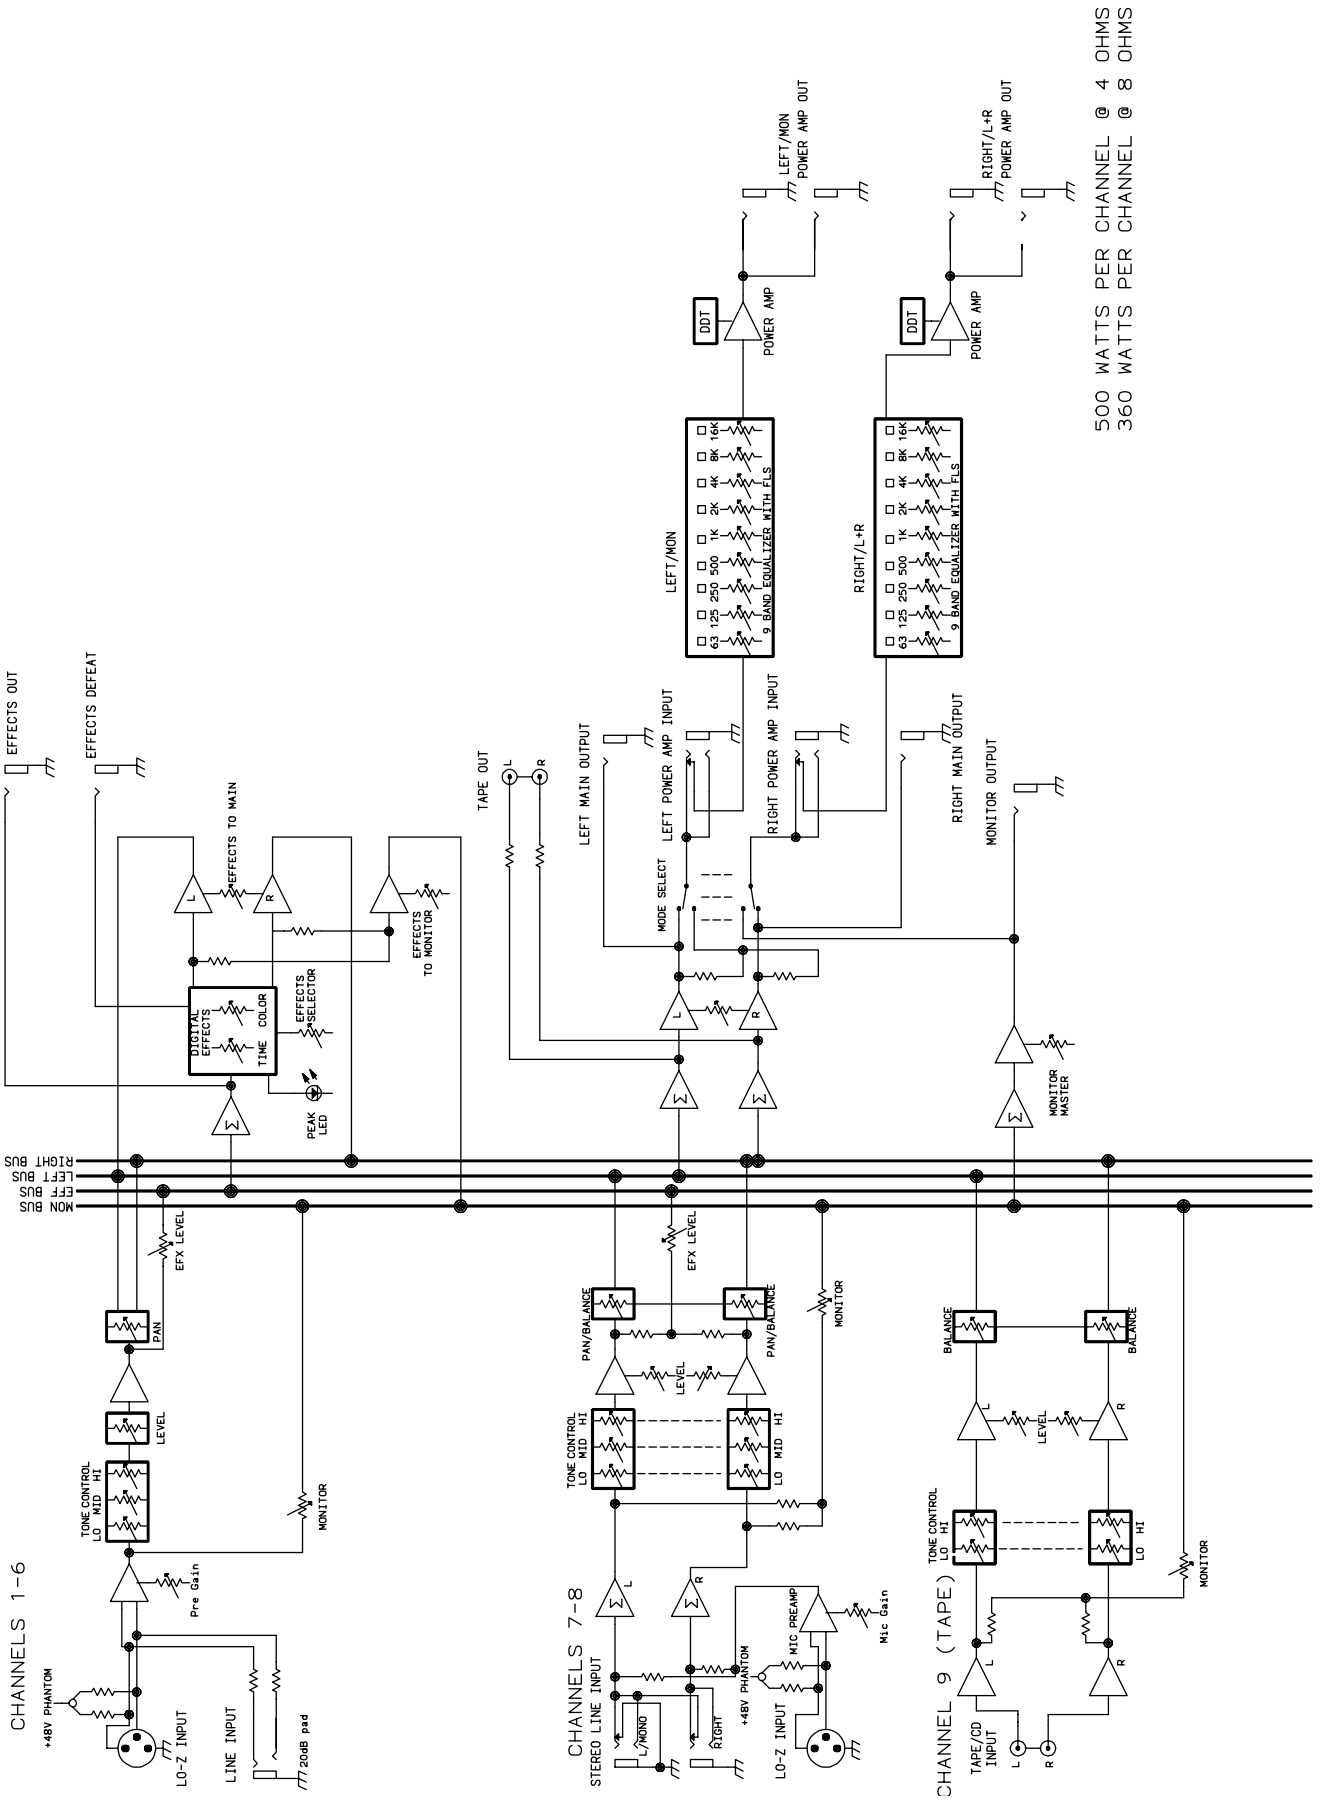 CHANNELS 1-6
+48V PHANTOM
LO-Z INPUT
LINE INPUT
20dB pad
Pre Gain
TONE CONTROL
LO MID HI
LEVEL
PAN
EFX LEVEL
MONITOR
RIGHT BUS
LEFT BUS
EFF BUS
MON BUS
EFFECTS OUT
EFFECTS DEFEAT
DIGITAL
EFFECTS
TIME COLOR
PEAK
LED
EFFECTS
SELECTOR
L
R
EFFECTS TO MAIN
EFFECTS
TO MONITOR
CHANNELS 7-8
STEREO LINE INPUT
L/MONO
RIGHT
+48V PHANTOM
LO-Z INPUT
MIC PREAMP
Mic Gain
Σ
L
Σ
R
TONE CONTROL
LO MID HI
LO MID HI
LEVEL
PAN/BALANCE
PAN/BALANCE
EFX LEVEL
MONITOR
Σ
Σ
Σ
L
R
TAPE OUT
L
R
MODE SELECT
LEFT MAIN OUTPUT
LEFT POWER AMP INPUT
RIGHT POWER AMP INPUT
RIGHT MAIN OUTPUT
MONITOR OUTPUT
MONITOR
MASTER
Σ
LEFT/MON
63 125 250 500 1K 2K 4K 8K 16K
9 BAND EQUALIZER WITH FLS
RIGHT/L+R
63 125 250 500 1K 2K 4K 8K 16K
9 BAND EQUALIZER WITH FLS
DDT
POWER AMP
DDT
POWER AMP
LEFT/MON
POWER AMP OUT
RIGHT/L+R
POWER AMP OUT
500 WATTS PER CHANNEL @ 4 OHMS
360 WATTS PER CHANNEL @ 8 OHMS
CHANNEL 9 (TAPE)
TAPE/CD
INPUT
L
R
L
R
TONE CONTROL
LO HI
LO HI
L
R
LEVEL
BALANCE
BALANCE
MONITOR